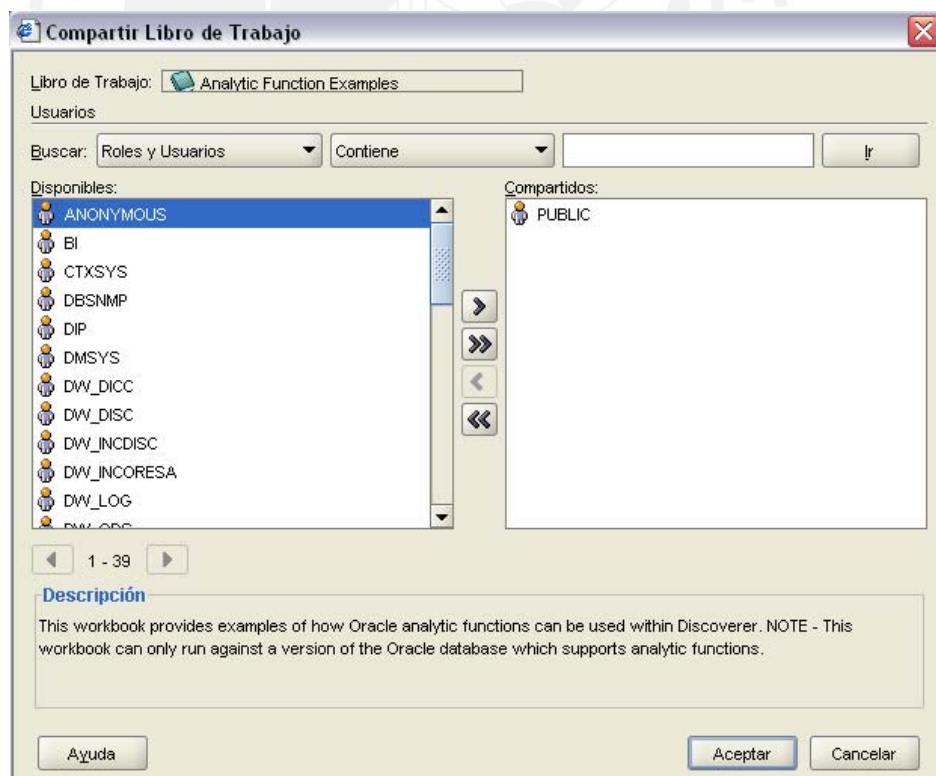 Compartir Libro de Trabajo
Libro de Trabajo: Analytic Function Examples
Usuarios
Buscar: Roles y Usuarios Contiene Ir
Disponibles: Compartidos:
ANONYMOUS PUBLIC
BI
CTXSYS
DBSNMP
DIP
DMSYS
DW_DICC
DW_DISC
DW_INCDISC
DW_INCORESA
DW_LOG
1 - 39
Descripción
This workbook provides examples of how Oracle analytic functions can be used within Discoverer. NOTE - This
workbook can only run against a version of the Oracle database which supports analytic functions.
Ayuda Aceptar Cancelar